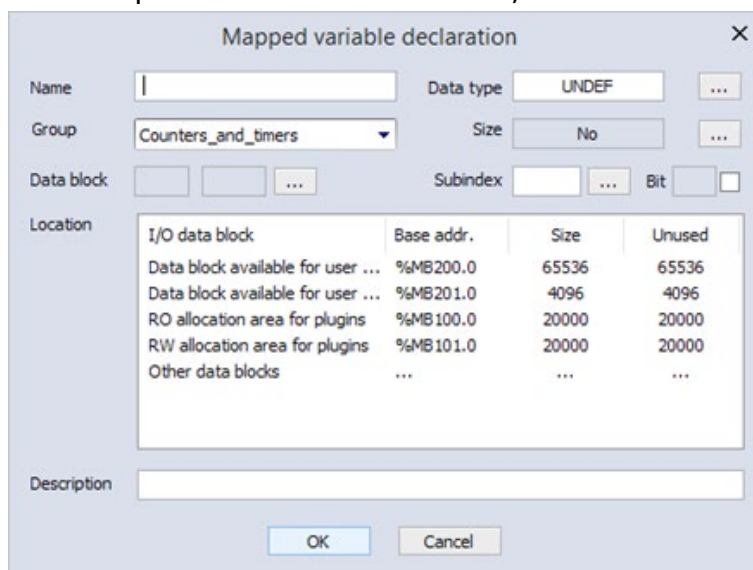 Mapped variable declaration
Name Data type UNDEF ...
Group Counters_and_timers Size No ...
Data block ... Subindex ... Bit
Location
I/O data block Base addr. Size Unused
Data block available for user ... %MB200.0 65536 65536
Data block available for user ... %MB201.0 4096 4096
RO allocation area for plugins %MB100.0 20000 20000
RW allocation area for plugins %MB101.0 20000 20000
Other data blocks ... ... ...
Description
OK Cancel